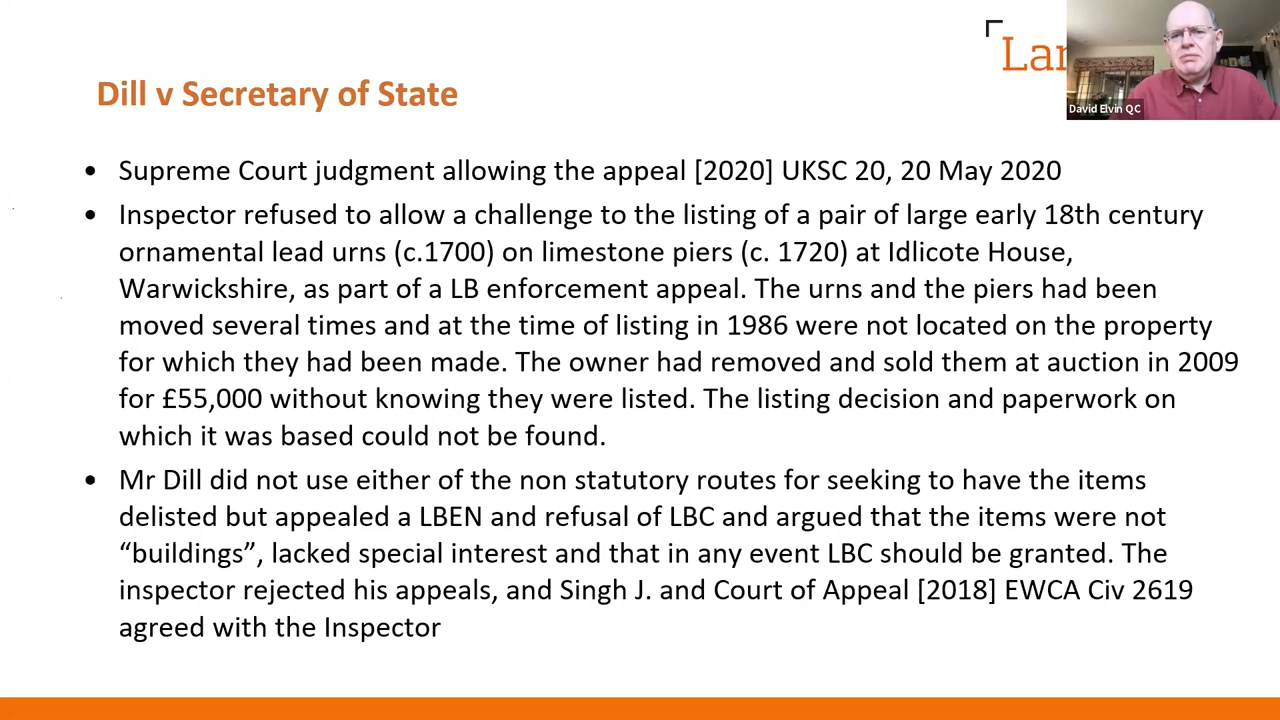 Lan
David Elvin QC
Dill v Secretary of State
• Supreme Court judgment allowing the appeal [2020] UKSC 20, 20 May 2020
• Inspector refused to allow a challenge to the listing of a pair of large early 18th century
ornamental lead urns (c.1700) on limestone piers (c. 1720) at Idlicote House,
Warwickshire, as part of a LB enforcement appeal. The urns and the piers had been
moved several times and at the time of listing in 1986 were not located on the property
for which they had been made. The owner had removed and sold them at auction in 2009
for £55,000 without knowing they were listed. The listing decision and paperwork on
which it was based could not be found.
• Mr Dill did not use either of the non statutory routes for seeking to have the items
delisted but appealed a LBEN and refusal of LBC and argued that the items were not
“buildings”, lacked special interest and that in any event LBC should be granted. The
inspector rejected his appeals, and Singh J. and Court of Appeal [2018] EWCA Civ 2619
agreed with the Inspector